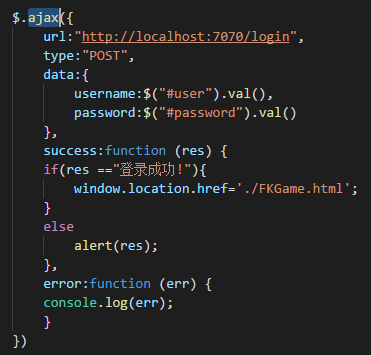 $.ajax({
    url:"http://localhost:7070/login",
    type:"POST",
    data:{
        username:$("#user").val(),
        password:$("#password").val()
    },
    success:function (res) {
    if(res =="登录成功!"){
        window.location.href='./FKGame.html';
    }
    else
        alert(res);
    },
    error:function (err) {
    console.log(err);
    }
})